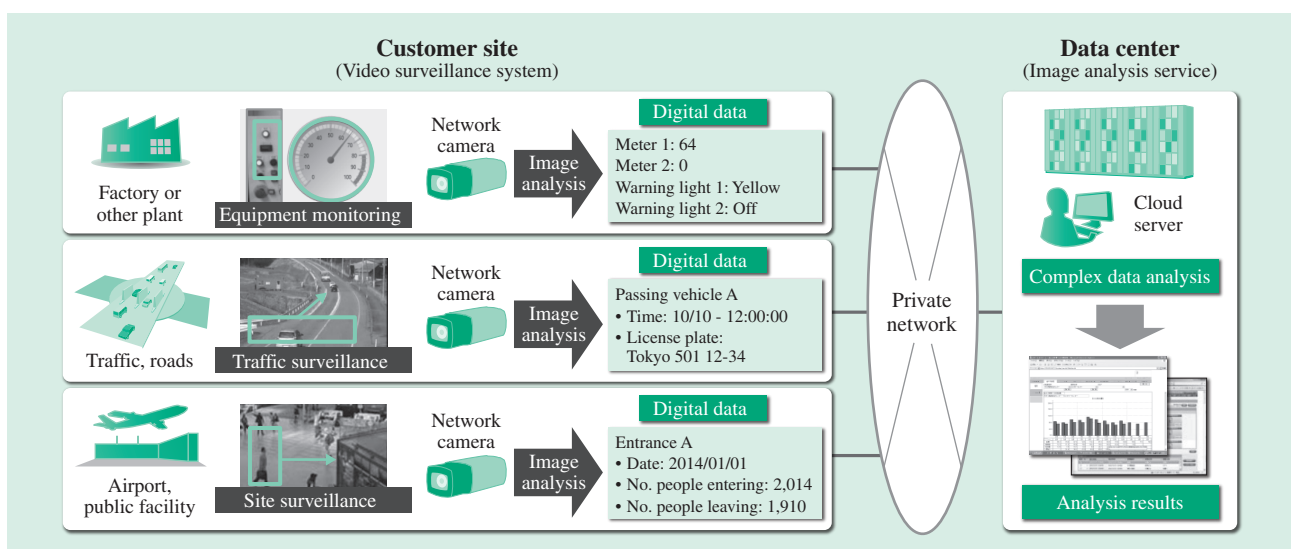 Customer site
(Video surveillance system)
Data center
(Image analysis service)
Factory or
other plant
Equipment monitoring
Network
camera
Image
analysis
Digital data
Meter 1: 64
Meter 2: 0
Warning light 1: Yellow
Warning light 2: Off
Traffic, roads
Traffic surveillance
Network
camera
Image
analysis
Digital data
Passing vehicle A
• Time: 10/10 - 12:00:00
• License plate:
Tokyo 501 12-34
Airport,
public facility
Site surveillance
Network
camera
Image
analysis
Digital data
Entrance A
• Date: 2014/01/01
• No. people entering: 2,014
• No. people leaving: 1,910
Private
network
Cloud
server
Complex data analysis
Analysis results